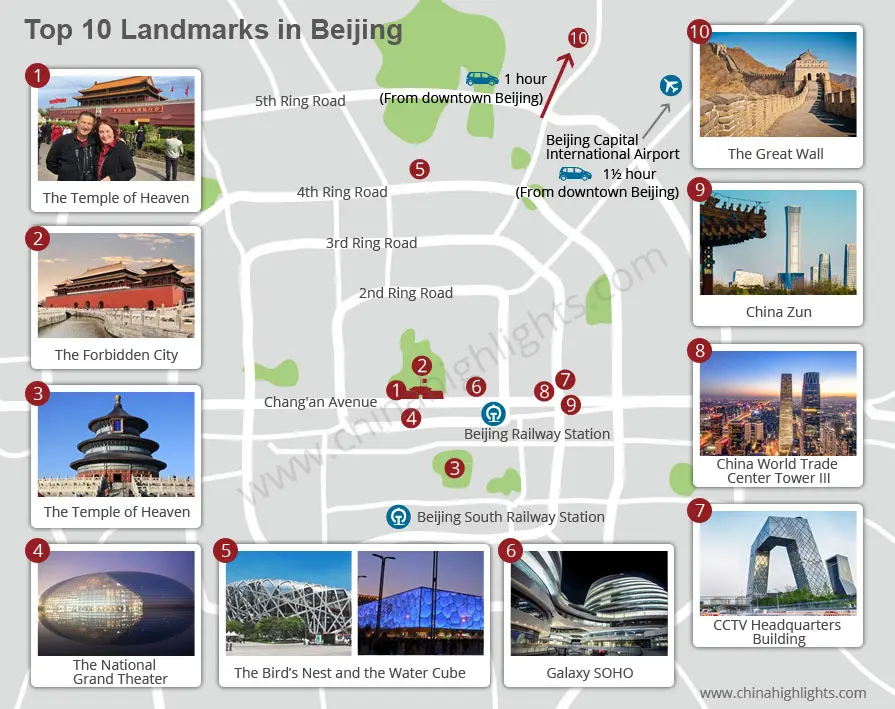 Top 10 Landmarks in Beijing
1
The Temple of Heaven
2
The Forbidden City
3
The Temple of Heaven
4
The National
Grand Theater
5
The Bird's Nest and the Water Cube
6
Galaxy SOHO
10
The Great Wall
9
China Zun
8
China World Trade
Center Tower III
7
CCTV Headquarters
Building
10
1 hour
(From downtown Beijing)
5th Ring Road
Beijing Capital
International Airport
1½ hour
(From downtown Beijing)
5
4th Ring Road
3rd Ring Road
2nd Ring Road
2
1
6
7
8
9
Chang'an Avenue
4
Beijing Railway Station
3
Beijing South Railway Station
www.chinahighlights.com
www.chinahighlights.com